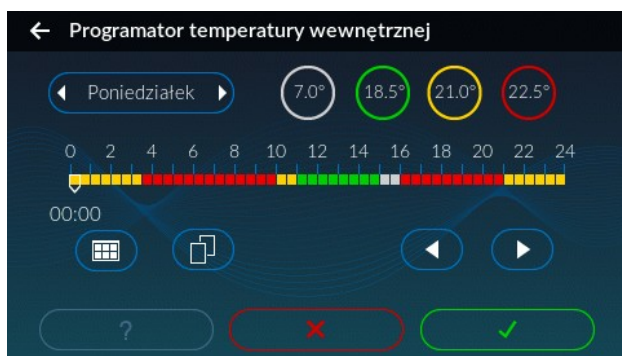 Programator temperatury wewnętrznej
Poniedziałek 7.0° 18.5° 21.0° 22.5°
0 2 4 6 8 10 12 14 16 18 20 22 24
00:00
?